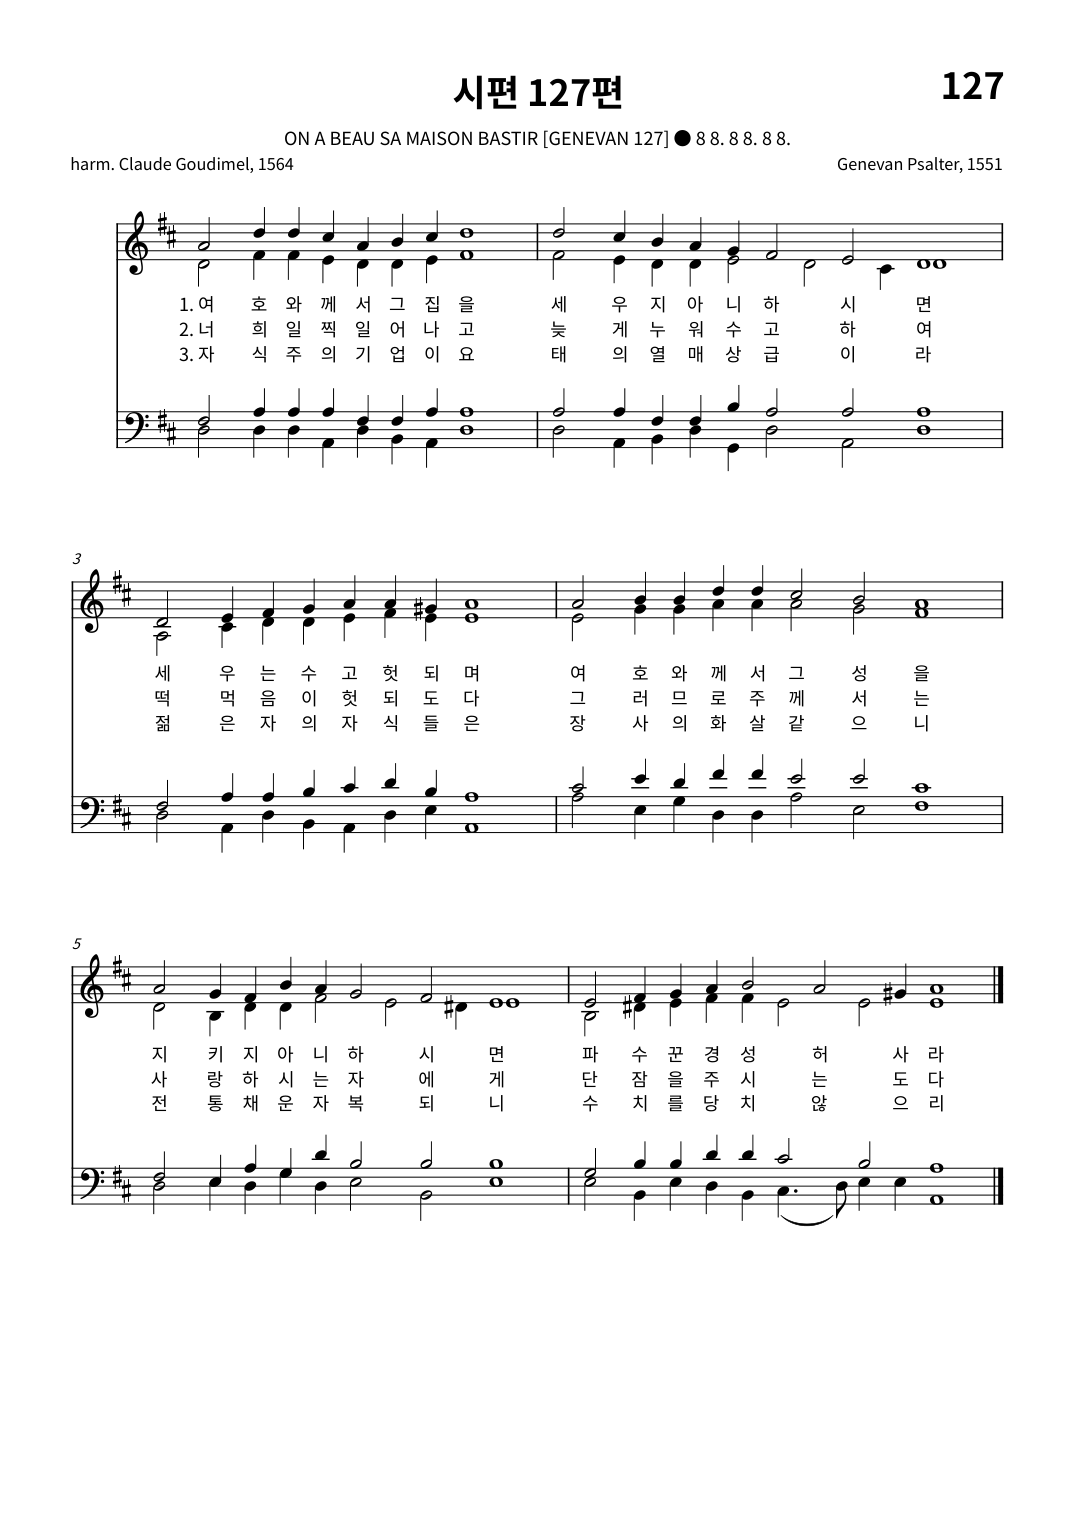 시편 127편
127
ON A BEAU SA MAISON BASTIR [GENEVAN 127] ● 8 8. 8 8. 8 8.
harm. Claude Goudimel, 1564
Genevan Psalter, 1551
1. 여 호 와 께 서 그 집 을 세 우 지 아 니 하 시 면
2. 너 희 일 찍 일 어 나 고 늦 게 누 워 수 고 하 여
3. 자 식 주 의 기 업 이 요 태 의 열 매 상 급 이 라
3
세 우 는 수 고 헛 되 며 여 호 와 께 서 그 성 을
떡 먹 음 이 헛 되 도 다 그 러 므 로 주 께 서 는
젊 은 자 의 자 식 들 은 장 사 의 화 살 같 으 니
5
지 키 지 아 니 하 시 면 파 수 꾼 경 성 허 사 라
사 랑 하 시 는 자 에 게 단 잠 을 주 시 는 도 다
전 통 채 운 자 복 되 니 수 치 를 당 치 않 으 리